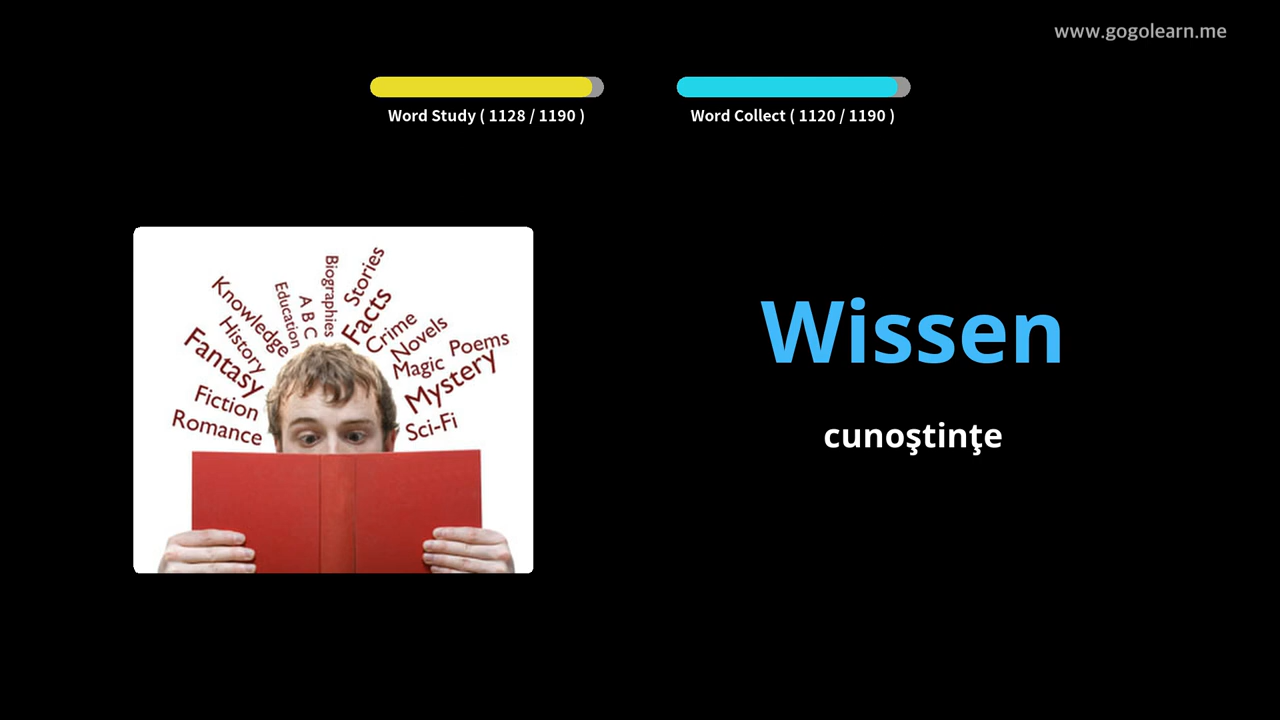 www.gogolearn.me
Word Study ( 1128 / 1190 )
Word Collect ( 1120 / 1190 )
Wissen
cunoştinţe
Stories
Biographies
Facts
Education
A B C
Knowledge
History
Crime
Novels
Poems
Fantasy
Magic
Mystery
Fiction
Romance
Sci-Fi